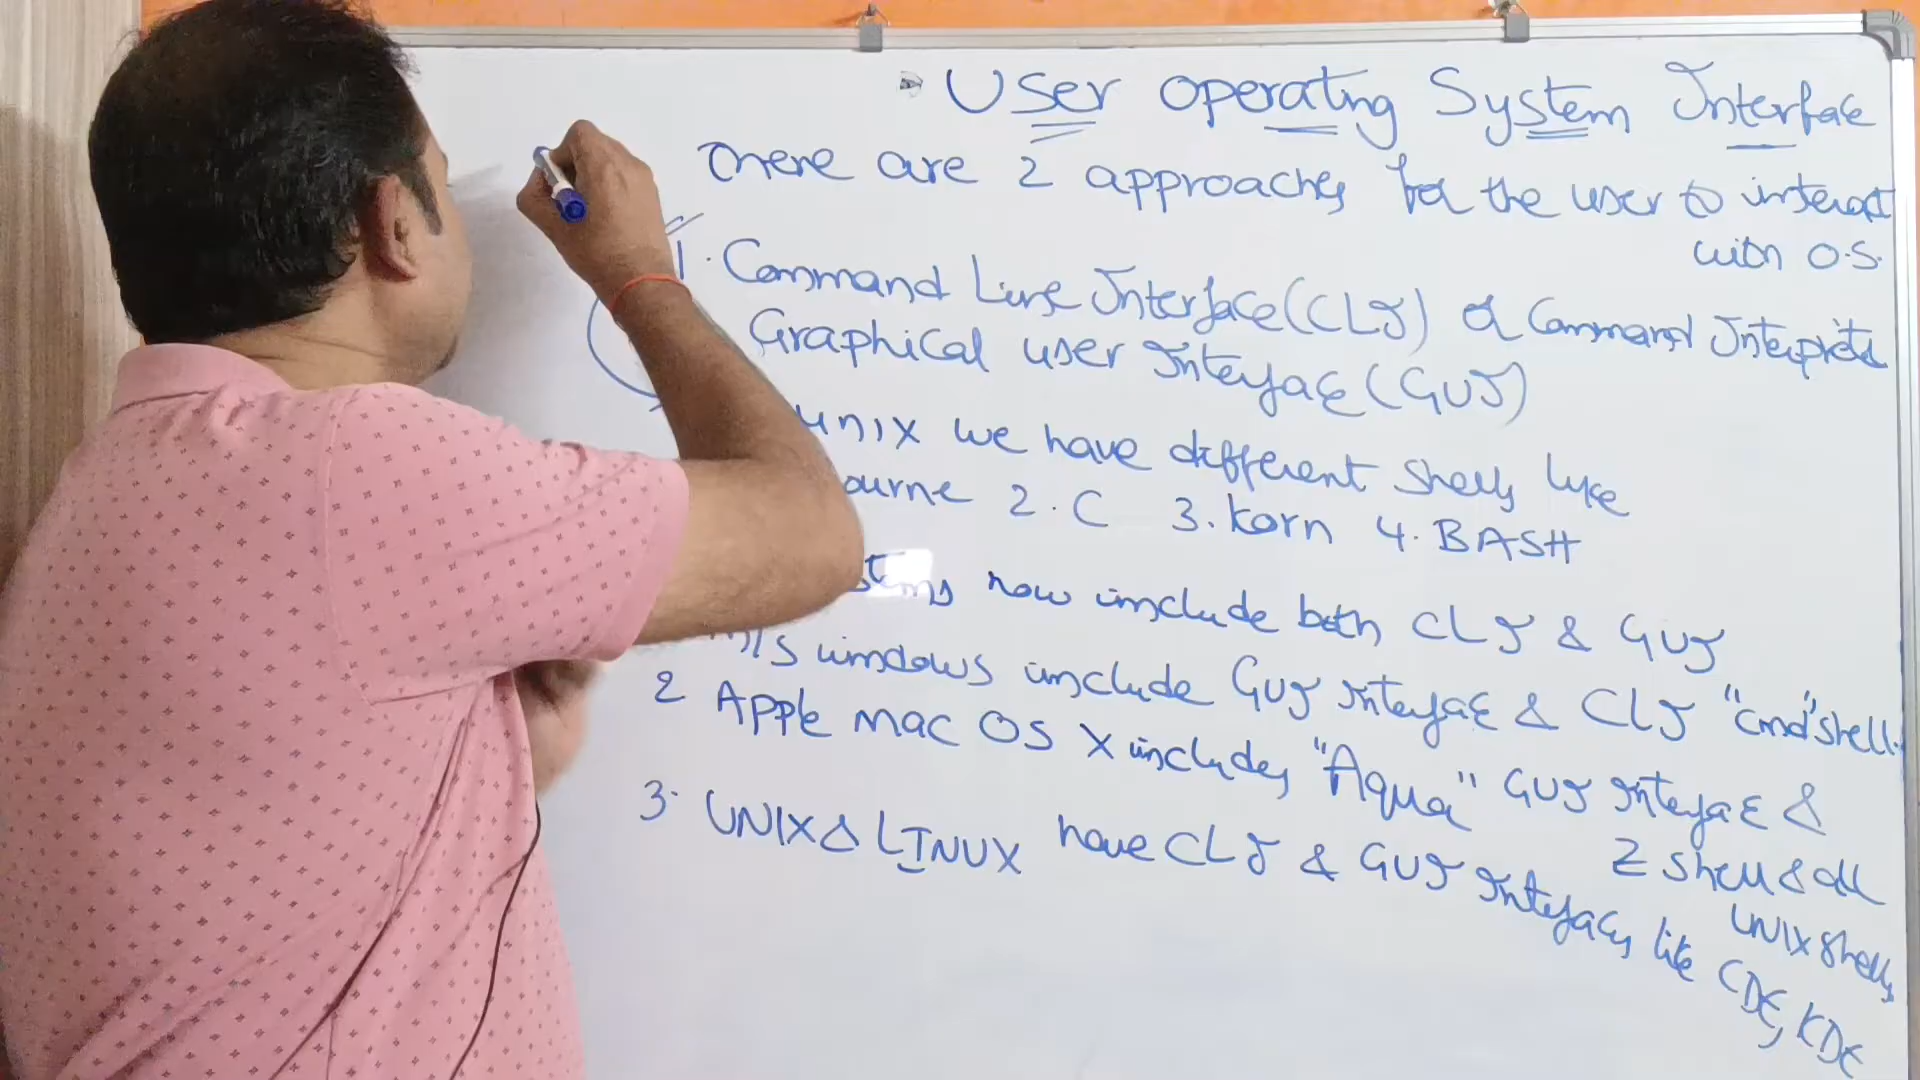 User Operating System Interface
There are 2 approaches for the user to interact
with O.S.
1. Command Line Interface (CLI) or Command Interpreter
Graphical user Interface (GUI)
unix we have different shells like
ourne 2. C 3. Korn 4. BASH
stems now include both CLI & GUI
M/S windows include GUI Interface & CLI "cmd" shell.
2 Apple Mac OS X includes "Aqua" GUI Interface &
Z shell & all
UNIX shells
3. UNIX & LINUX have CLI & GUI Interfaces like CDE, KDE